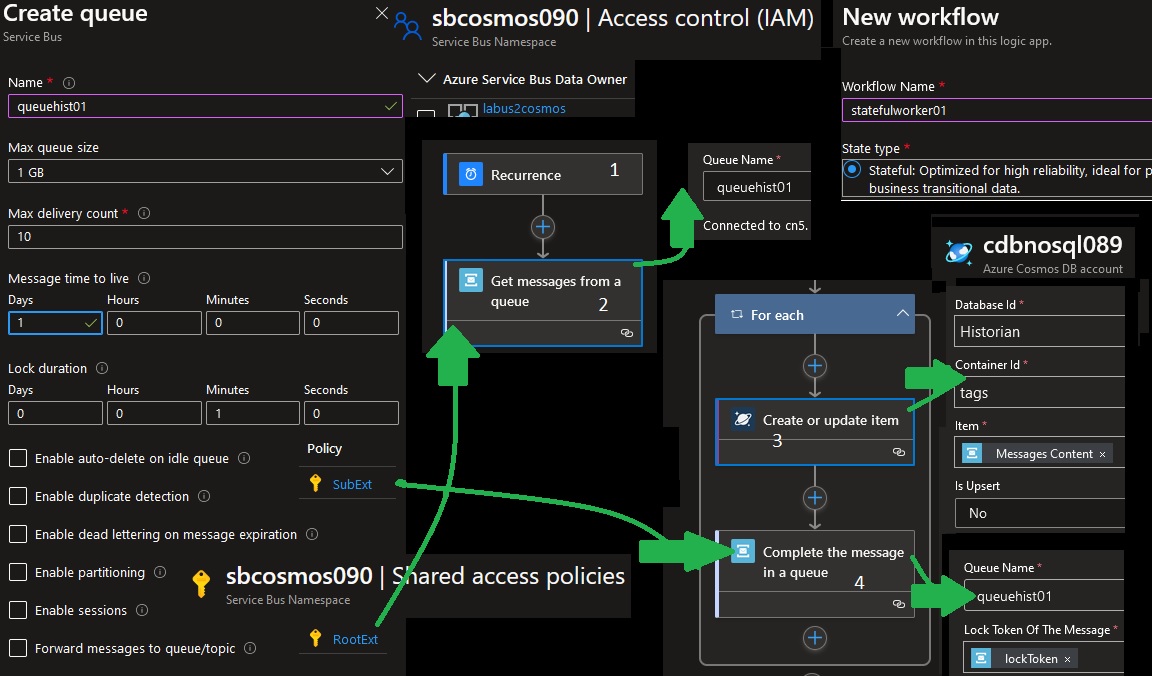 Create queue
Service Bus
Name *
queuehist01
Max queue size
1 GB
Max delivery count *
10
Message time to live
Days
Hours
Minutes
Seconds
1
0
0
0
Lock duration
Days
Hours
Minutes
Seconds
0
0
1
0
Enable auto-delete on idle queue
Enable duplicate detection
Enable dead lettering on message expiration
Enable partitioning
Enable sessions
Forward messages to queue/topic
Policy
SubExt
sbcosmos090 | Shared access policies
Service Bus Namespace
RootExt
sbcosmos090 | Access control (IAM)
Service Bus Namespace
Azure Service Bus Data Owner
labus2cosmos
Recurrence
1
Get messages from a
queue
2
Queue Name *
queuehist01
Connected to cn5.
For each
Create or update item
3
Complete the message
in a queue
4
New workflow
Create a new workflow in this logic app.
Workflow Name *
statefulworker01
State type *
Stateful: Optimized for high reliability, ideal for p
business transitional data.
cdbnosql089
Azure Cosmos DB account
Database Id *
Historian
Container Id *
tags
Item *
Messages Content ×
Is Upsert
No
Queue Name *
queuehist01
Lock Token Of The Message *
lockToken ×